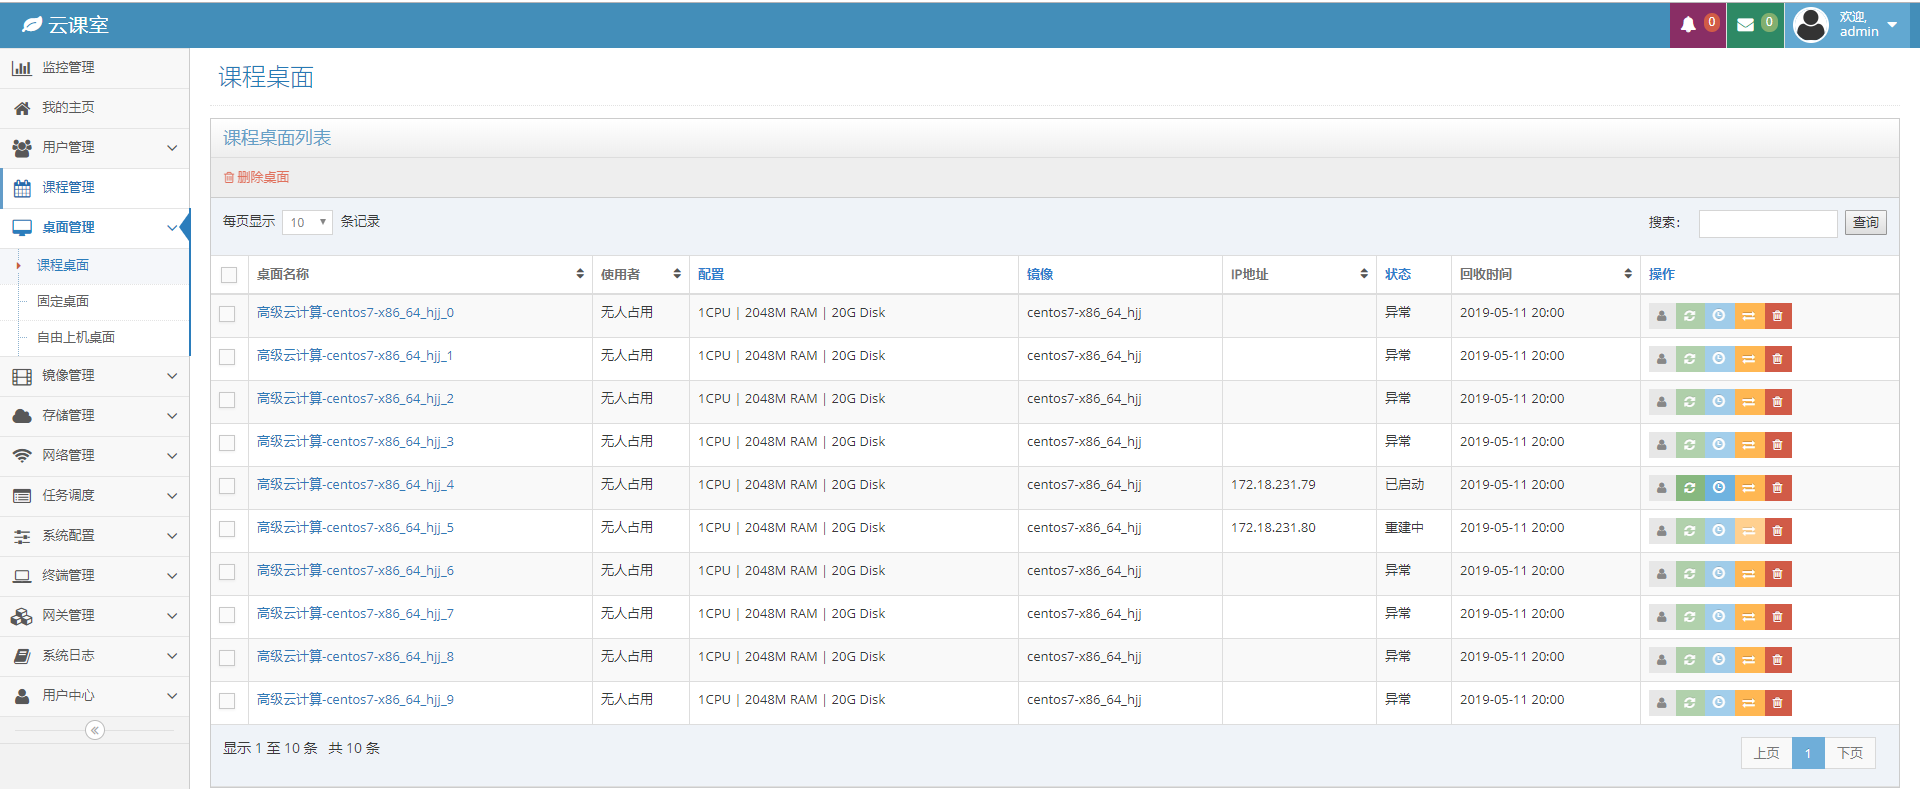 云课室
0
0
欢迎,
admin
监控管理
我的主页
用户管理
课程管理
桌面管理
课程桌面
固定桌面
自由上机桌面
镜像管理
存储管理
网络管理
任务调度
系统配置
终端管理
网关管理
系统日志
用户中心
课程桌面
课程桌面列表
删除桌面
每页显示 10 条记录
搜索: 查询
桌面名称 使用者 配置 镜像 IP地址 状态 回收时间 操作
高级云计算-centos7-x86_64_hjj_0 无人占用 1CPU | 2048M RAM | 20G Disk centos7-x86_64_hjj 异常 2019-05-11 20:00
高级云计算-centos7-x86_64_hjj_1 无人占用 1CPU | 2048M RAM | 20G Disk centos7-x86_64_hjj 异常 2019-05-11 20:00
高级云计算-centos7-x86_64_hjj_2 无人占用 1CPU | 2048M RAM | 20G Disk centos7-x86_64_hjj 异常 2019-05-11 20:00
高级云计算-centos7-x86_64_hjj_3 无人占用 1CPU | 2048M RAM | 20G Disk centos7-x86_64_hjj 异常 2019-05-11 20:00
高级云计算-centos7-x86_64_hjj_4 无人占用 1CPU | 2048M RAM | 20G Disk centos7-x86_64_hjj 172.18.231.79 已启动 2019-05-11 20:00
高级云计算-centos7-x86_64_hjj_5 无人占用 1CPU | 2048M RAM | 20G Disk centos7-x86_64_hjj 172.18.231.80 重建中 2019-05-11 20:00
高级云计算-centos7-x86_64_hjj_6 无人占用 1CPU | 2048M RAM | 20G Disk centos7-x86_64_hjj 异常 2019-05-11 20:00
高级云计算-centos7-x86_64_hjj_7 无人占用 1CPU | 2048M RAM | 20G Disk centos7-x86_64_hjj 异常 2019-05-11 20:00
高级云计算-centos7-x86_64_hjj_8 无人占用 1CPU | 2048M RAM | 20G Disk centos7-x86_64_hjj 异常 2019-05-11 20:00
高级云计算-centos7-x86_64_hjj_9 无人占用 1CPU | 2048M RAM | 20G Disk centos7-x86_64_hjj 异常 2019-05-11 20:00
显示 1 至 10 条 共 10 条
上页 1 下页